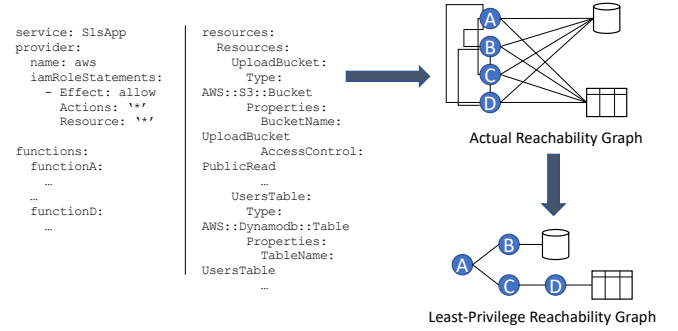 service: SlsApp
provider:
name: aws
iamRoleStatements:
- Effect: allow
Actions: ‘*’
Resource: ‘*’
functions:
functionA:
…
…
functionD:
…
resources:
Resources:
UploadBucket:
Type:
AWS::S3::Bucket
Properties:
BucketName:
UploadBucket
AccessControl:
PublicRead
…
UsersTable:
Type:
AWS::Dynamodb::Table
Properties:
TableName:
UsersTable
…
A
B
C
D
Actual Reachability Graph
B
A
C D
Least-Privilege Reachability Graph